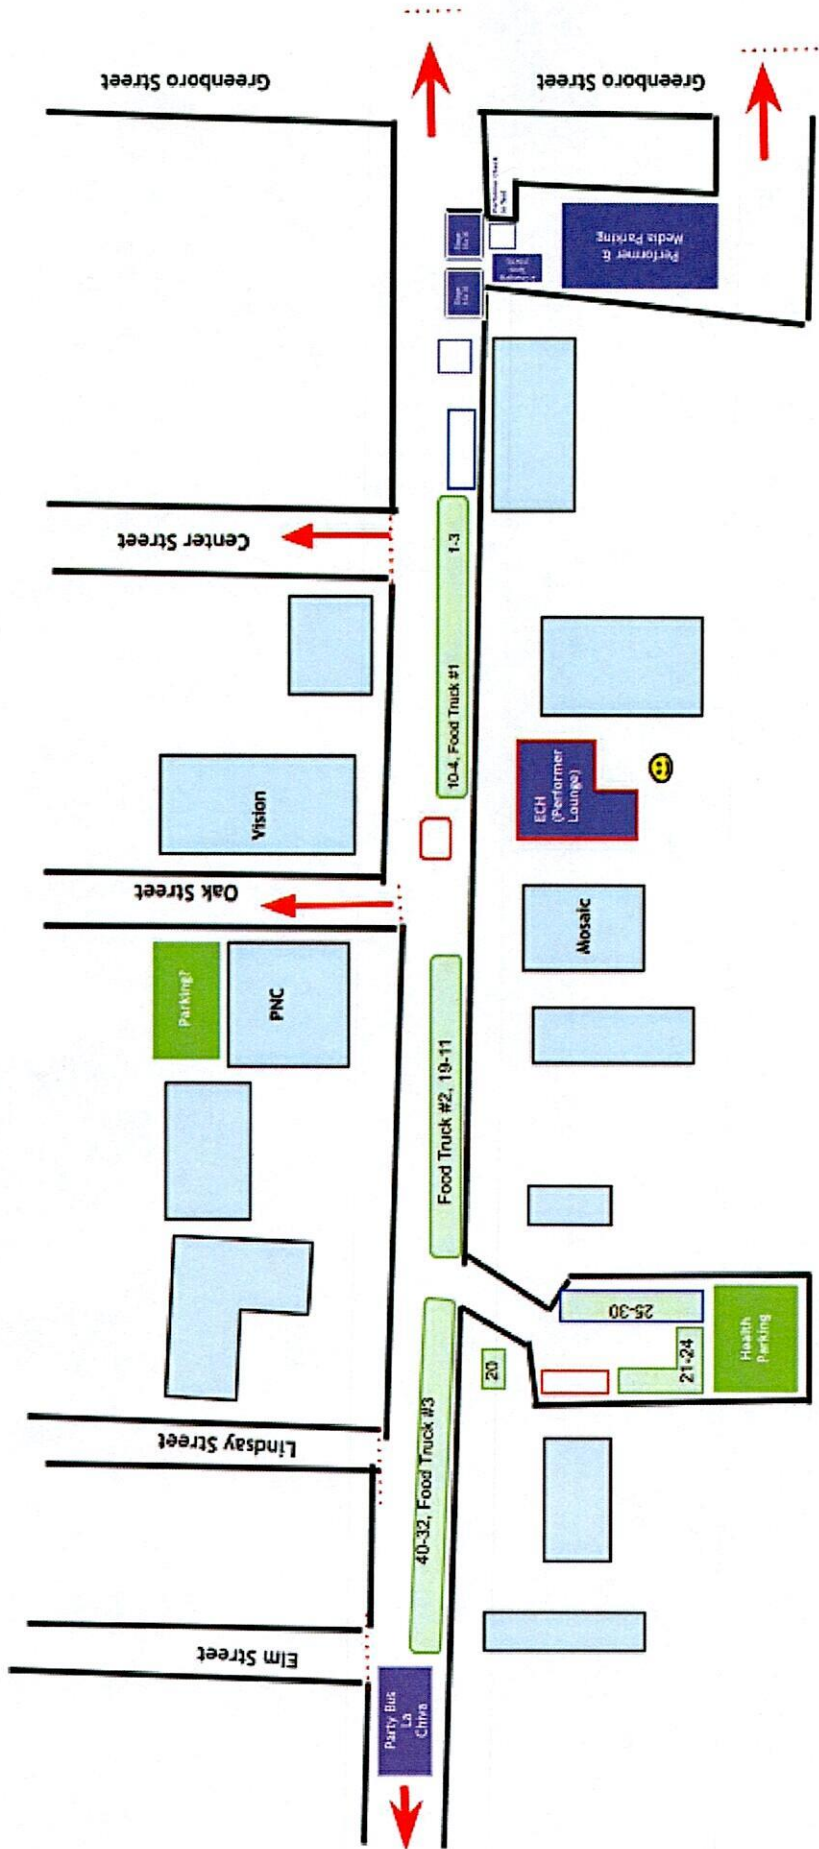 Greenboro Street
Greenboro Street
Performer &
Media Parking
Center Street
1-3
10-4, Food Truck #1
Vision
ECH
(Performer
Lounge)
Oak Street
Mosaic
Parking?
PNC
Food Truck #2, 19-11
25-30
20
21-24
Health
Parking
Lindsay Street
40-32, Food Truck #3
Elm Street
Party Bus
La
Chiva